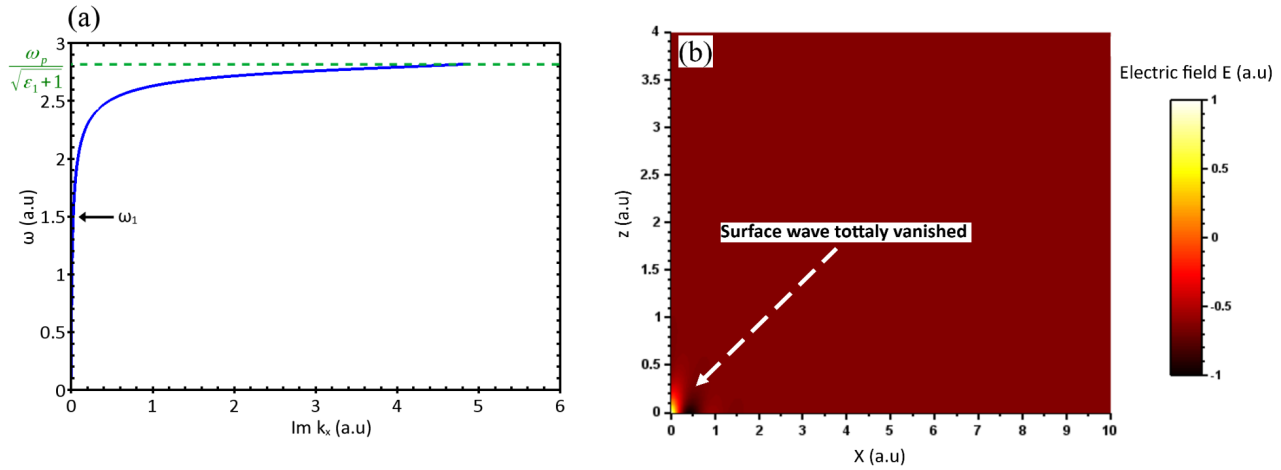 (a)
3
2.5
2
1.5
1
0.5
0
ω_p
√ε₁+1
ω (a.u)
ω₁
0 1 2 3 4 5 6
Im kₓ (a.u)
(b)
4
3.5
3
2.5
2
1.5
1
0.5
0
z (a.u)
Surface wave tottaly vanished
0 1 2 3 4 5 6 7 8 9 10
X (a.u)
Electric field E (a.u)
1
0.5
0
-0.5
-1